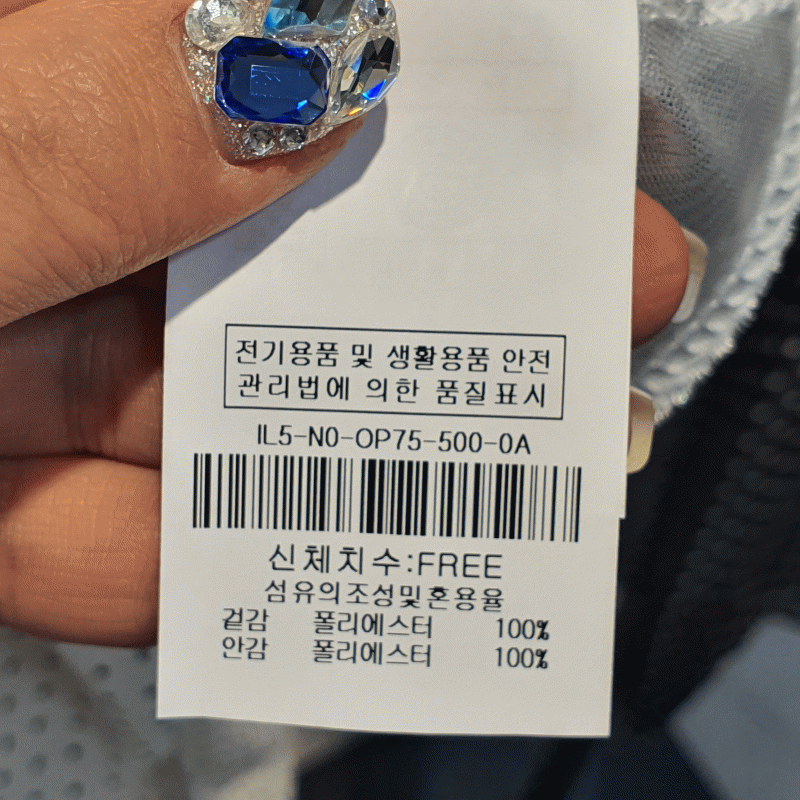 전기용품 및 생활용품 안전
관리법에 의한 품질표시
IL5-N0-OP75-500-0A
신체치수:FREE
섬유의조성및혼용율
겉감 폴리에스터 100%
안감 폴리에스터 100%